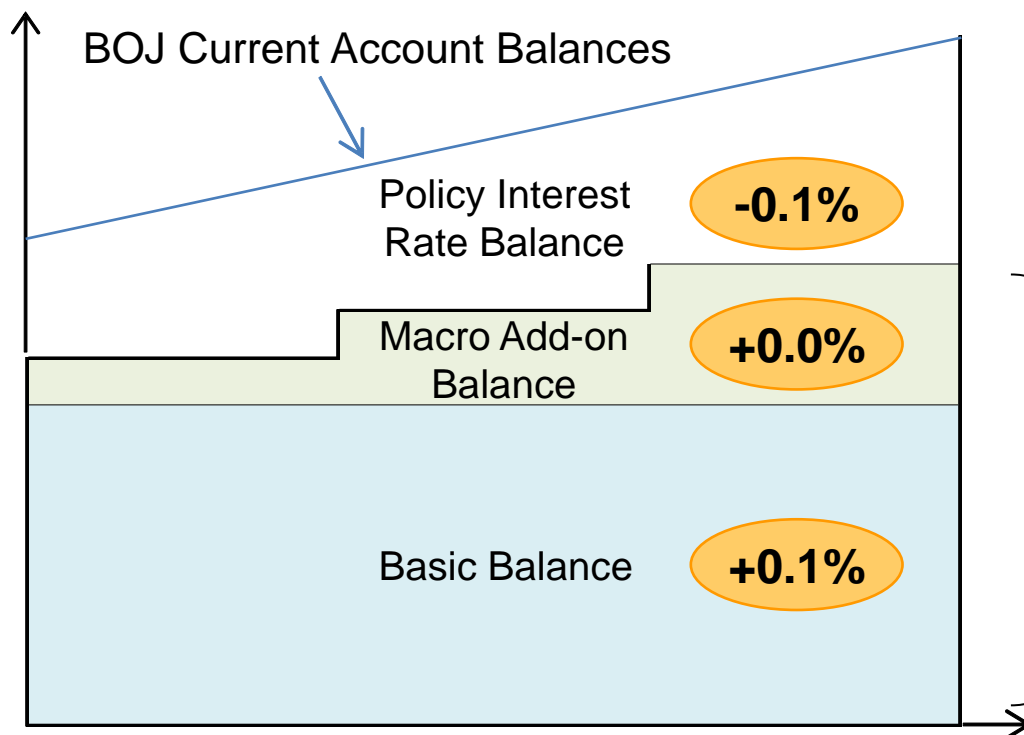 BOJ Current Account Balances
Policy Interest
Rate Balance
-0.1%
Macro Add-on
Balance
+0.0%
Basic Balance
+0.1%